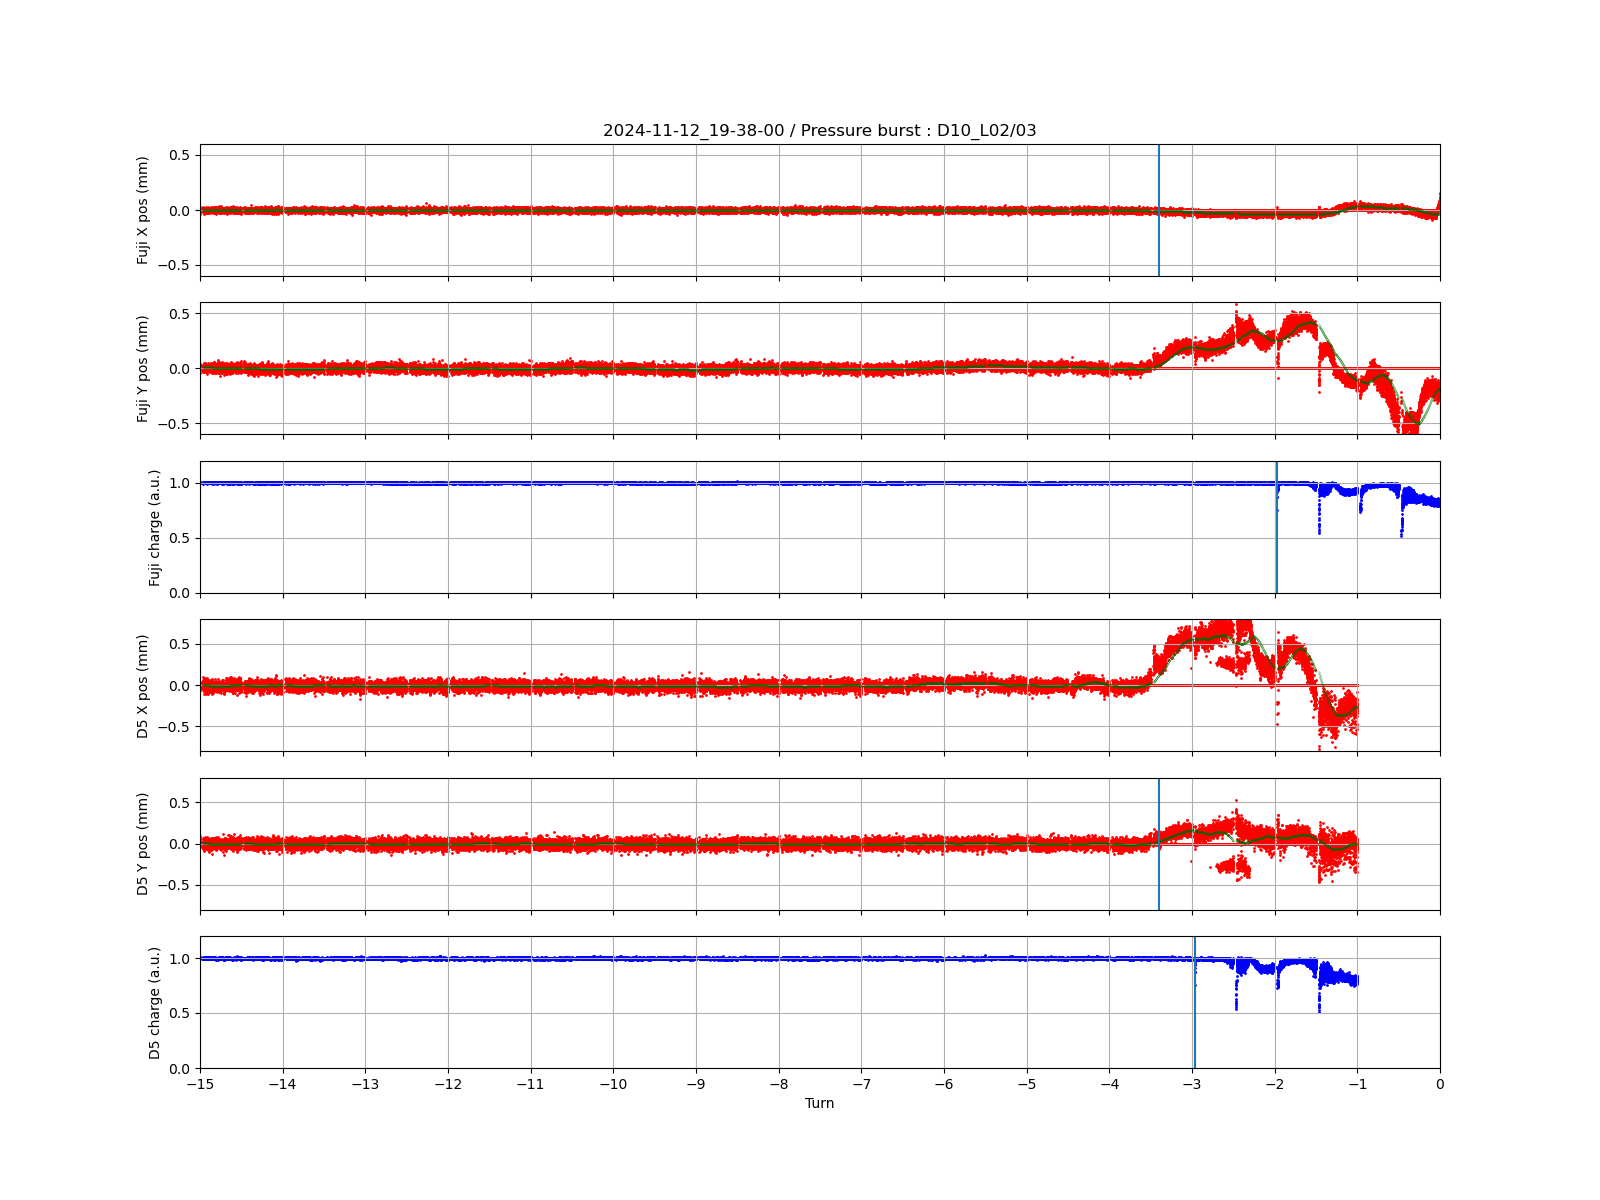 2024-11-12_19-38-00 / Pressure burst : D10_L02/03
Fuji X pos (mm)
0.5
0.0
−0.5
Fuji Y pos (mm)
0.5
0.0
−0.5
Fuji charge (a.u.)
1.0
0.5
0.0
D5 X pos (mm)
0.5
0.0
−0.5
D5 Y pos (mm)
0.5
0.0
−0.5
D5 charge (a.u.)
1.0
0.5
0.0
−15 −14 −13 −12 −11 −10 −9 −8 −7 −6 −5 −4 −3 −2 −1 0
Turn